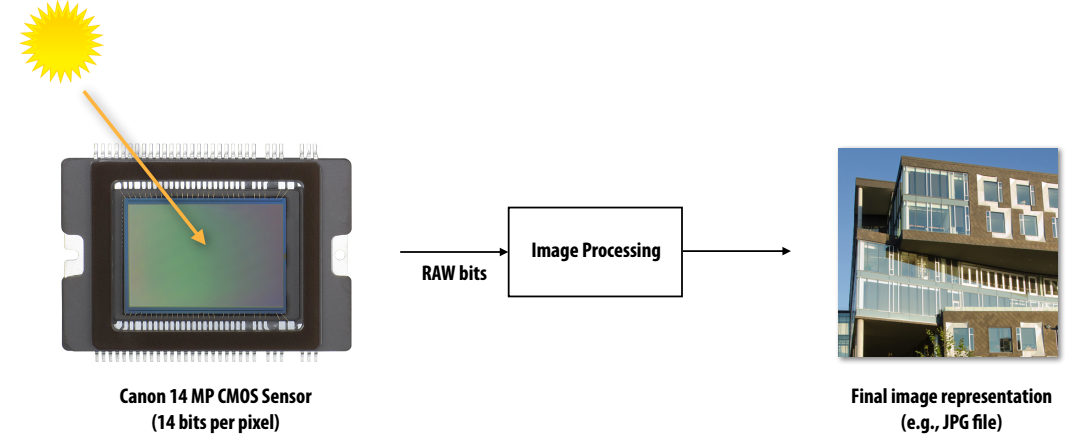 RAW bits
Image Processing
Canon 14 MP CMOS Sensor
(14 bits per pixel)
Final image representation
(e.g., JPG file)